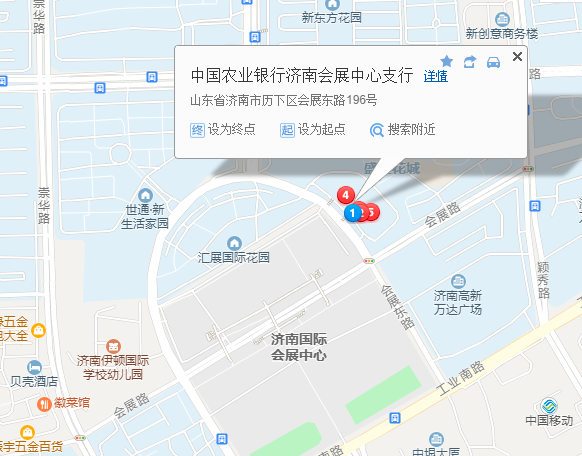 崇华路
新东方花园
新创意商务楼
中国农业银行济南会展中心支行 详情
山东省济南市历下区会展东路196号
终 设为终点 起 设为起点 搜索附近
花城
4
1
5
崇华路
世通·新
生活家园
会展路
汇展国际花园
颖秀路
济南高新
万达广场
会展东路
五金
大全
济南国际
会展中心
济南伊顿国际
学校幼儿园
贝壳酒店
工业南路
徽菜馆
会展路
中国移动
宇五金百货
南路